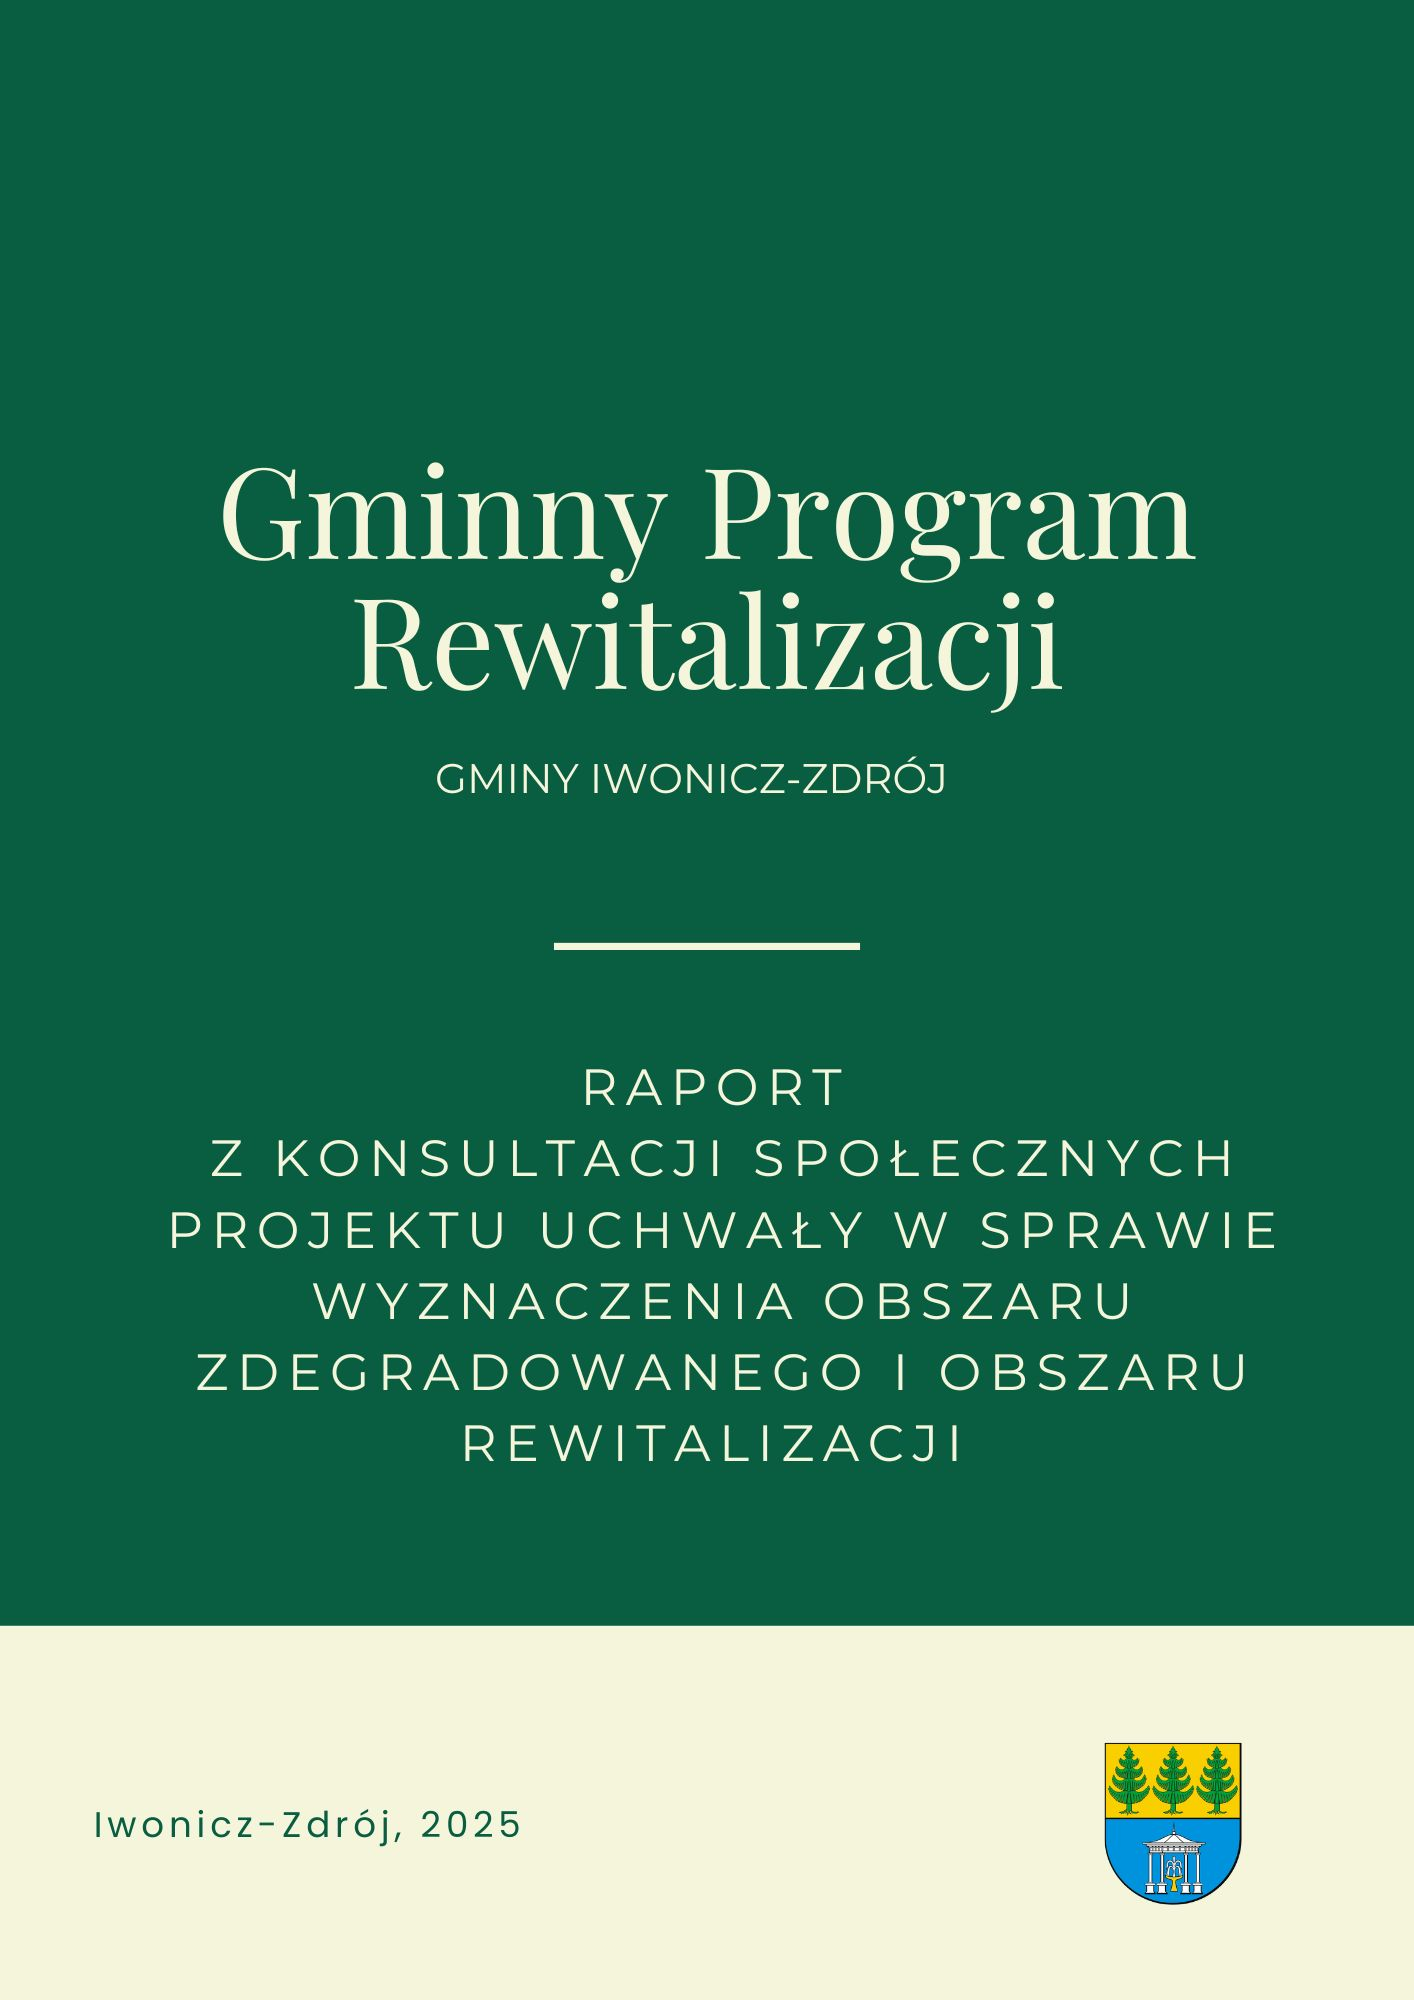 Gminny Program
Rewitalizacji
GMINY IWONICZ-ZDRÓJ
RAPORT
Z KONSULTACJI SPOŁECZNYCH
PROJEKTU UCHWAŁY W SPRAWIE
WYZNACZENIA OBSZARU
ZDEGRADOWANEGO I OBSZARU
REWITALIZACJI
Iwonicz-Zdrój, 2025